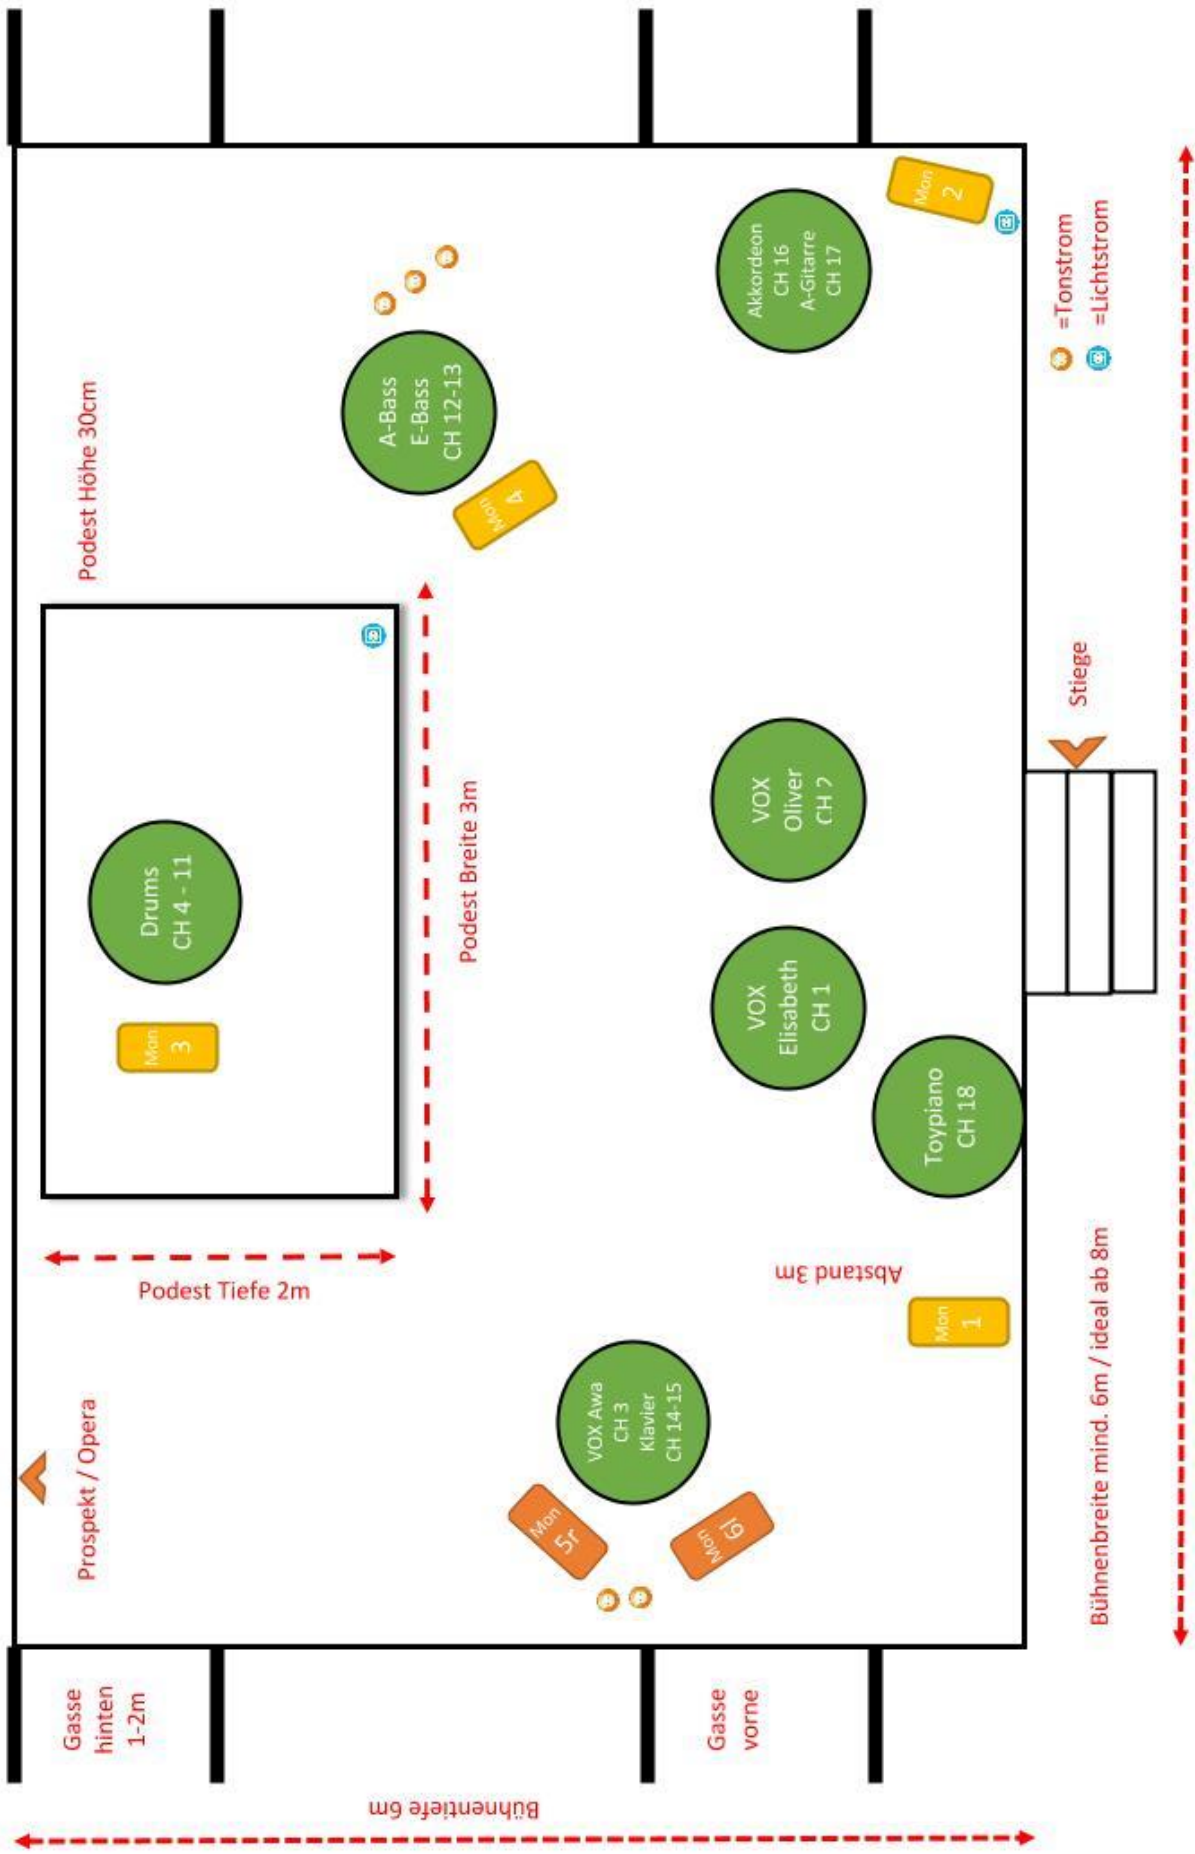 Prospekt / Opera
Podest Höhe 30cm
Gasse
hinten
1-2m
Podest Tiefe 2m
Mon
3
Drums
CH 4 - 11
Podest Breite 3m
A-Bass
E-Bass
CH 12-13
Mon
4
Mon
5r
VOX Awa
CH 3
Klavier
CH 14-15
Mon
6l
Bühnentiefe 6m
Gasse
vorne
Abstand 3m
VOX
Elisabeth
CH 1
VOX
Oliver
CH 2
Akkordeon
CH 16
A-Gitarre
CH 17
Mon
1
Toypiano
CH 18
Mon
2
Stiege
=Tonstrom
=Lichtstrom
Bühnenbreite mind. 6m / ideal ab 8m